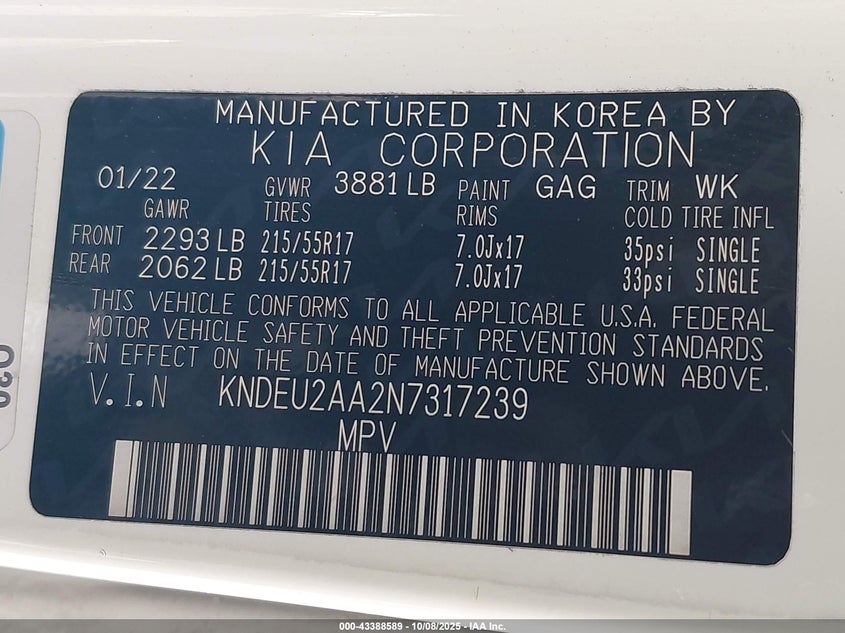 MANUFACTURED IN KOREA BY
KIA CORPORATION
01/22 GVWR 3881 LB PAINT GAG TRIM WK
GAWR TIRES RIMS COLD TIRE INFL
FRONT 2293 LB 215/55R17 7.0Jx17 35psi SINGLE
REAR 2062 LB 215/55R17 7.0Jx17 33psi SINGLE
THIS VEHICLE CONFORMS TO ALL APPLICABLE U.S.A. FEDERAL
MOTOR VEHICLE SAFETY AND THEFT PREVENTION STANDARDS
IN EFFECT ON THE DATE OF MANUFACTURE SHOWN ABOVE.
V.I.N KNDEU2AA2N7317239
MPV
000-43388589 - 10/08/2025 - IAA Inc.